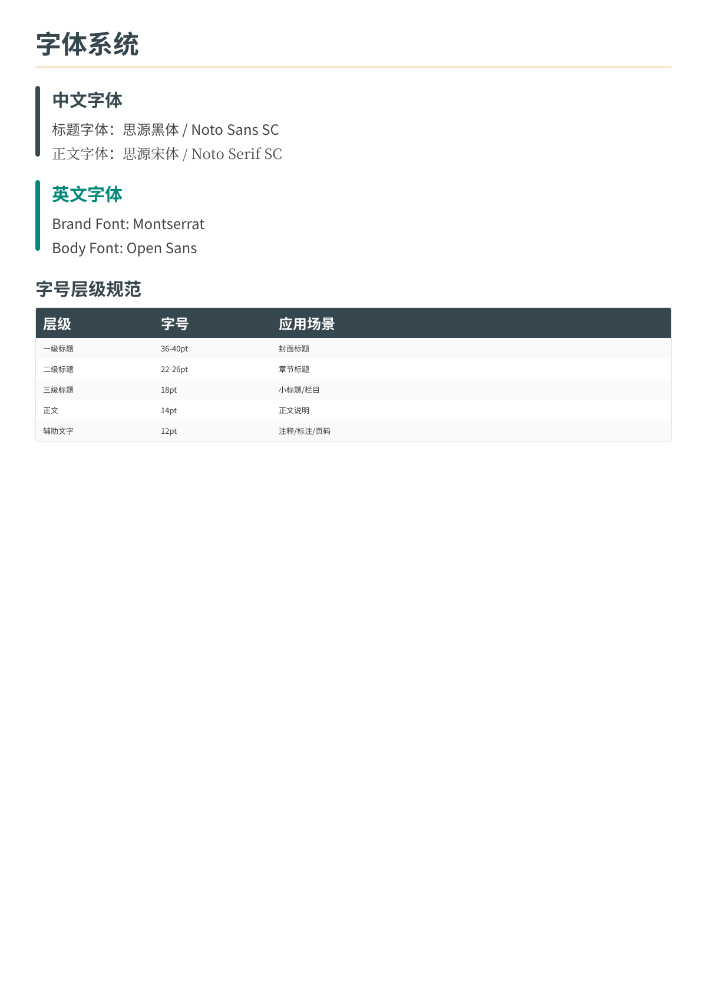 字体系统
中文字体
标题字体：思源黑体 / Noto Sans SC
正文字体：思源宋体 / Noto Serif SC
英文字体
Brand Font: Montserrat
Body Font: Open Sans
字号层级规范
层级 字号 应用场景
一级标题 36-40pt 封面标题
二级标题 22-26pt 章节标题
三级标题 18pt 小标题/栏目
正文 14pt 正文说明
辅助文字 12pt 注释/标注/页码